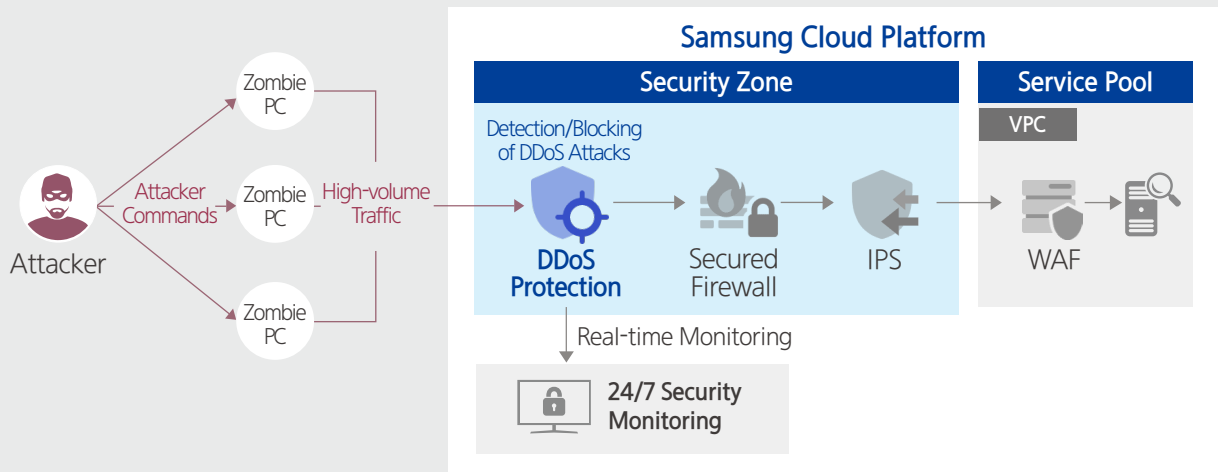 Samsung Cloud Platform
Security Zone
Service Pool
VPC
Detection/Blocking
of DDoS Attacks
Zombie
PC
Zombie
PC
Zombie
PC
Attacker
Commands
High-volume
Traffic
Attacker
DDoS
Protection
Secured
Firewall
IPS
WAF
Real-time Monitoring
24/7 Security
Monitoring